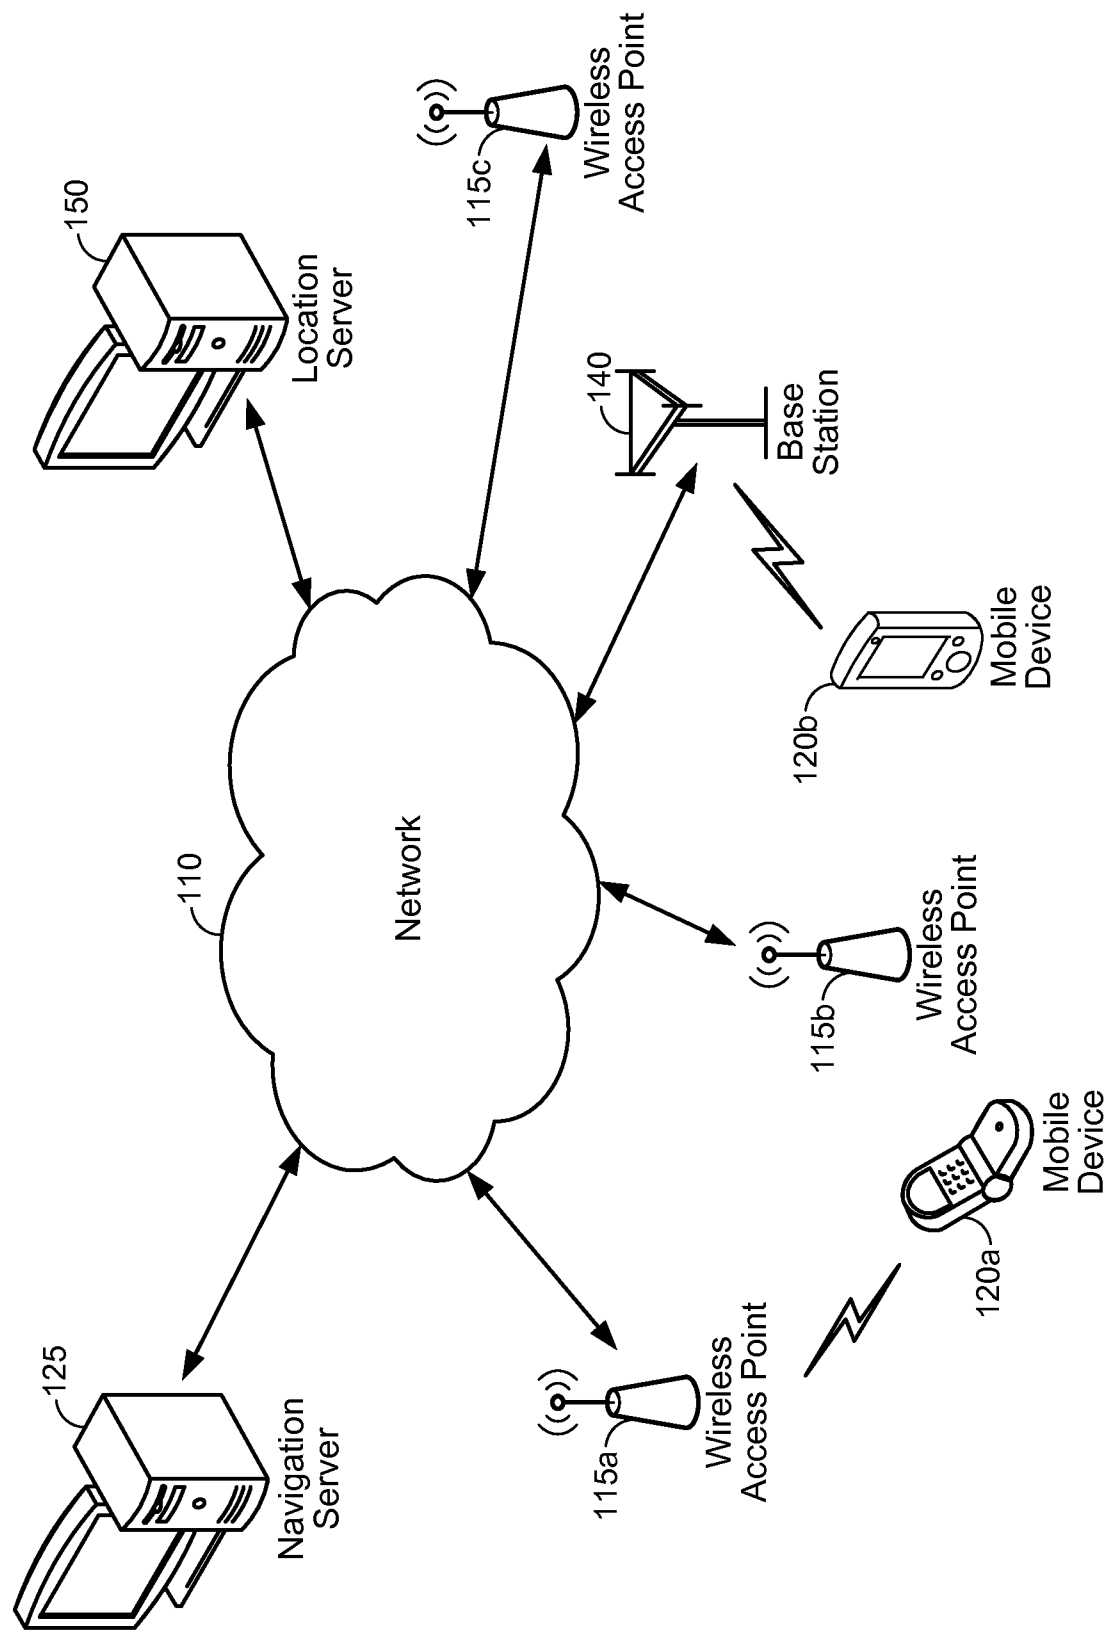 125
Navigation
Server
110
Network
150
Location
Server
115c
Wireless
Access Point
140
Base
Station
115a
Wireless
Access Point
115b
Wireless
Access Point
120b
Mobile
Device
120a
Mobile
Device